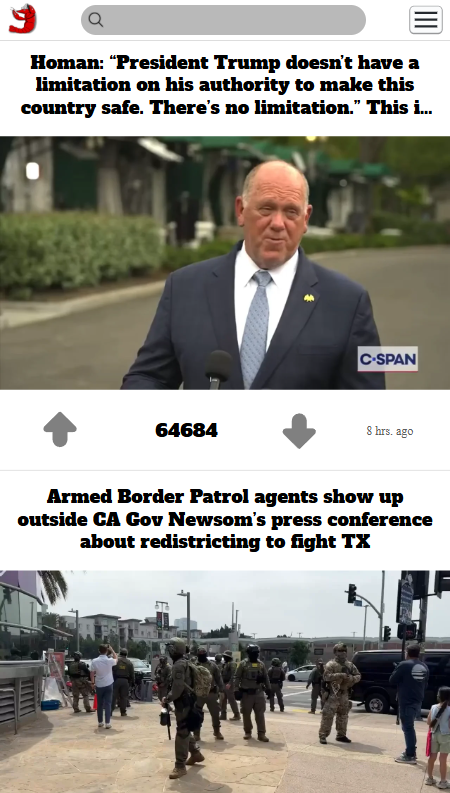 Homan: “President Trump doesn’t have a
limitation on his authority to make this
country safe. There’s no limitation.” This i...
C-SPAN
64684
8 hrs. ago
Armed Border Patrol agents show up
outside CA Gov Newsom’s press conference
about redistricting to fight TX